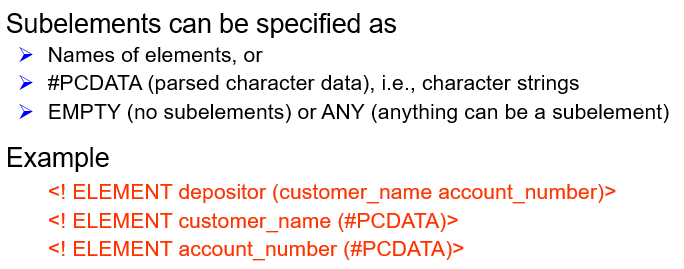 Subelements can be specified as
Names of elements, or
#PCDATA (parsed character data), i.e., character strings
EMPTY (no subelements) or ANY (anything can be a subelement)
Example
<! ELEMENT depositor (customer_name account_number)>
<! ELEMENT customer_name (#PCDATA)>
<! ELEMENT account_number (#PCDATA)>